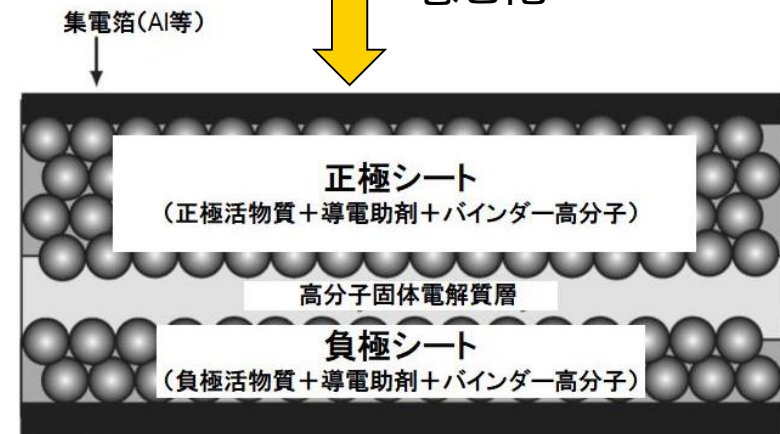 集電箔(Al等)
正極シート
(正極活物質+導電助剤+バインダー高分子)
高分子固体電解質層
負極シート
(負極活物質+導電助剤+バインダー高分子)